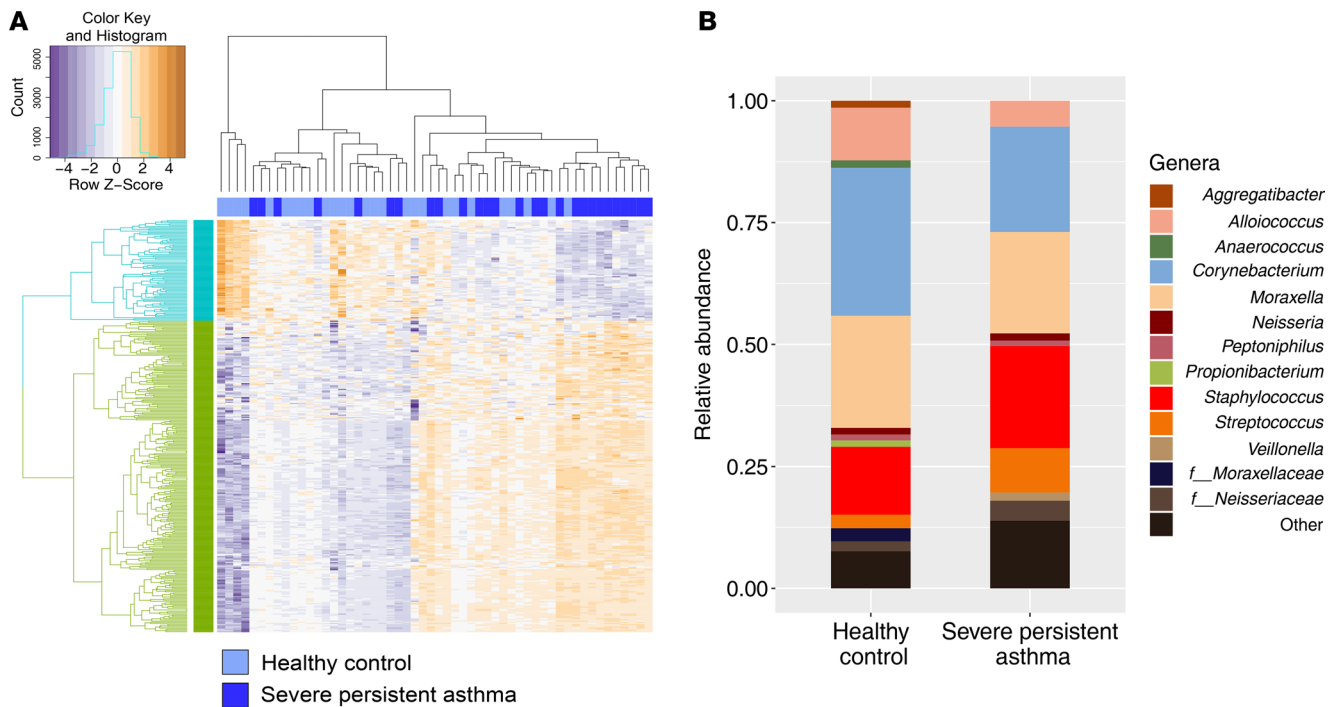 A
Color Key
and Histogram
Count
0 1000 3000 5000
−4 −2 0 2 4
Row Z−Score
Healthy control
Severe persistent asthma
B
Relative abundance
1.00
0.75
0.50
0.25
0.00
Healthy
control
Severe persistent
asthma
Genera
Aggregatibacter
Alloiococcus
Anaerococcus
Corynebacterium
Moraxella
Neisseria
Peptoniphilus
Propionibacterium
Staphylococcus
Streptococcus
Veillonella
f__Moraxellaceae
f__Neisseriaceae
Other